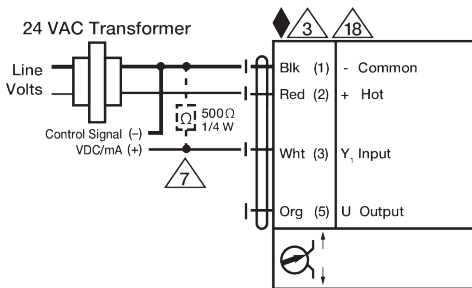 24 VAC Transformer
3
18
Line
Volts
Blk (1) - Common
Red (2) + Hot
Ω
500Ω
1/4 W
Control Signal (–)
VDC/mA (+)
Wht (3) Y1 Input
7
Org (5) U Output